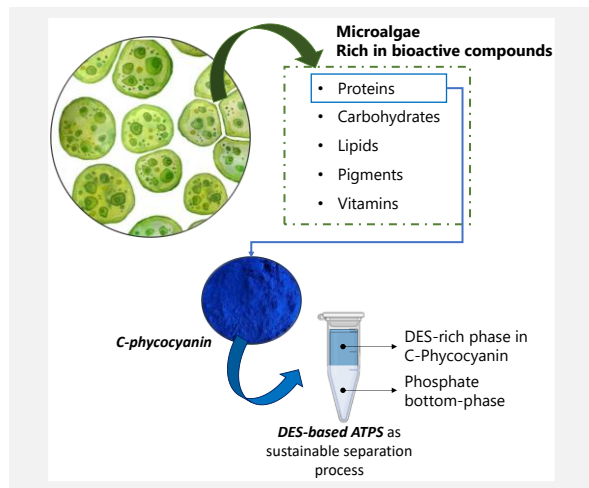 Microalgae
Rich in bioactive compounds
• Proteins
• Carbohydrates
• Lipids
• Pigments
• Vitamins
C-phycocyanin
DES-rich phase in
C-Phycocyanin
Phosphate
bottom-phase
DES-based ATPS as
sustainable separation
process